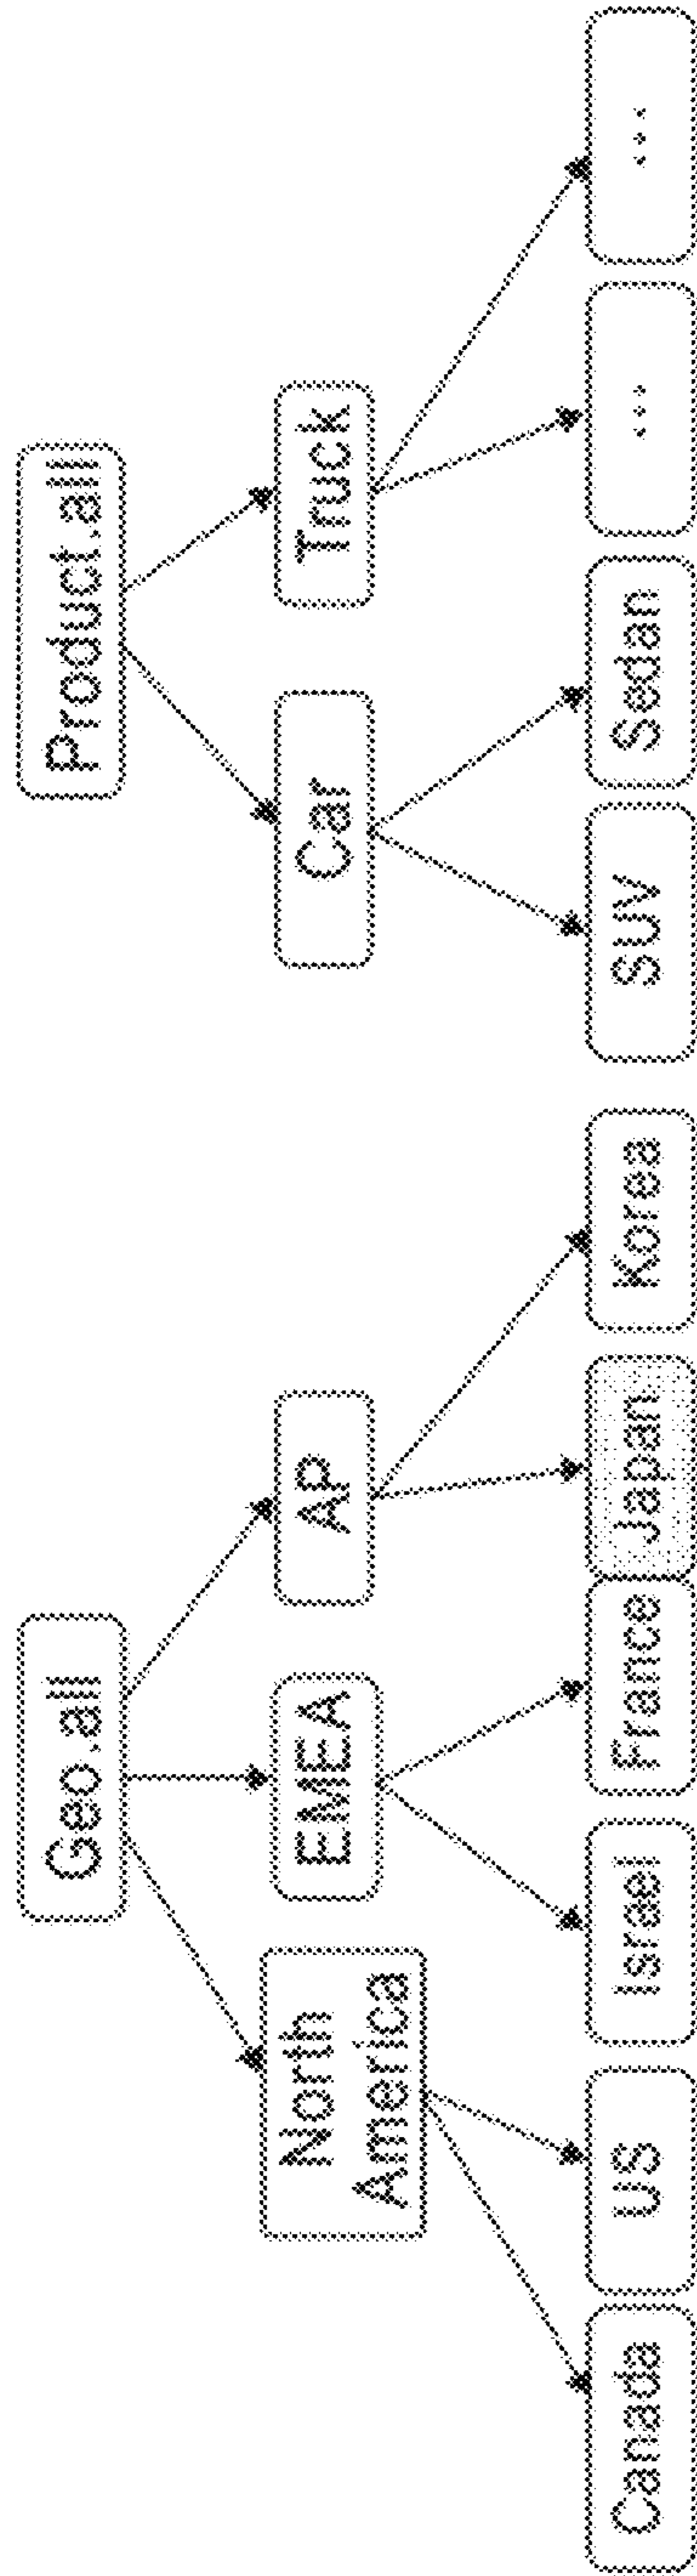 Geo.all
Product.all
North
America
EMEA
AP
Car
Truck
Canada
US
Israel
France
Japan
Korea
SUV
Sedan
...
...